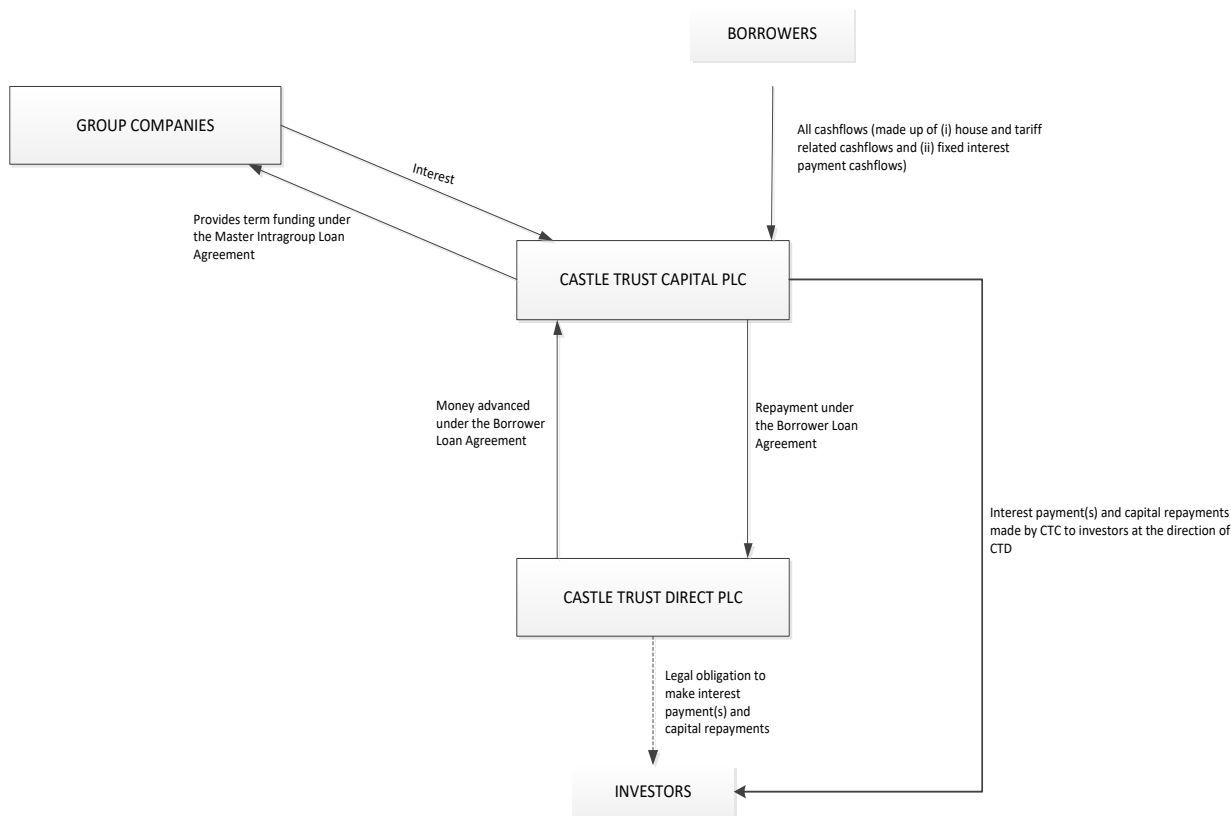 BORROWERS
GROUP COMPANIES
All cashflows (made up of (i) house and tariff
related cashflows and (ii) fixed interest
payment cashflows)
Interest
Provides term funding under
the Master Intragroup Loan
Agreement
CASTLE TRUST CAPITAL PLC
Money advanced
under the Borrower
Loan Agreement
Repayment under
the Borrower Loan
Agreement
Interest payment(s) and capital repayments
made by CTC to investors at the direction of
CTD
CASTLE TRUST DIRECT PLC
Legal obligation to
make interest
payment(s) and
capital repayments
INVESTORS